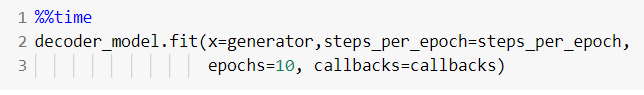 1 %%time
2 decoder_model.fit(x=generator,steps_per_epoch=steps_per_epoch,
3 epochs=10, callbacks=callbacks)